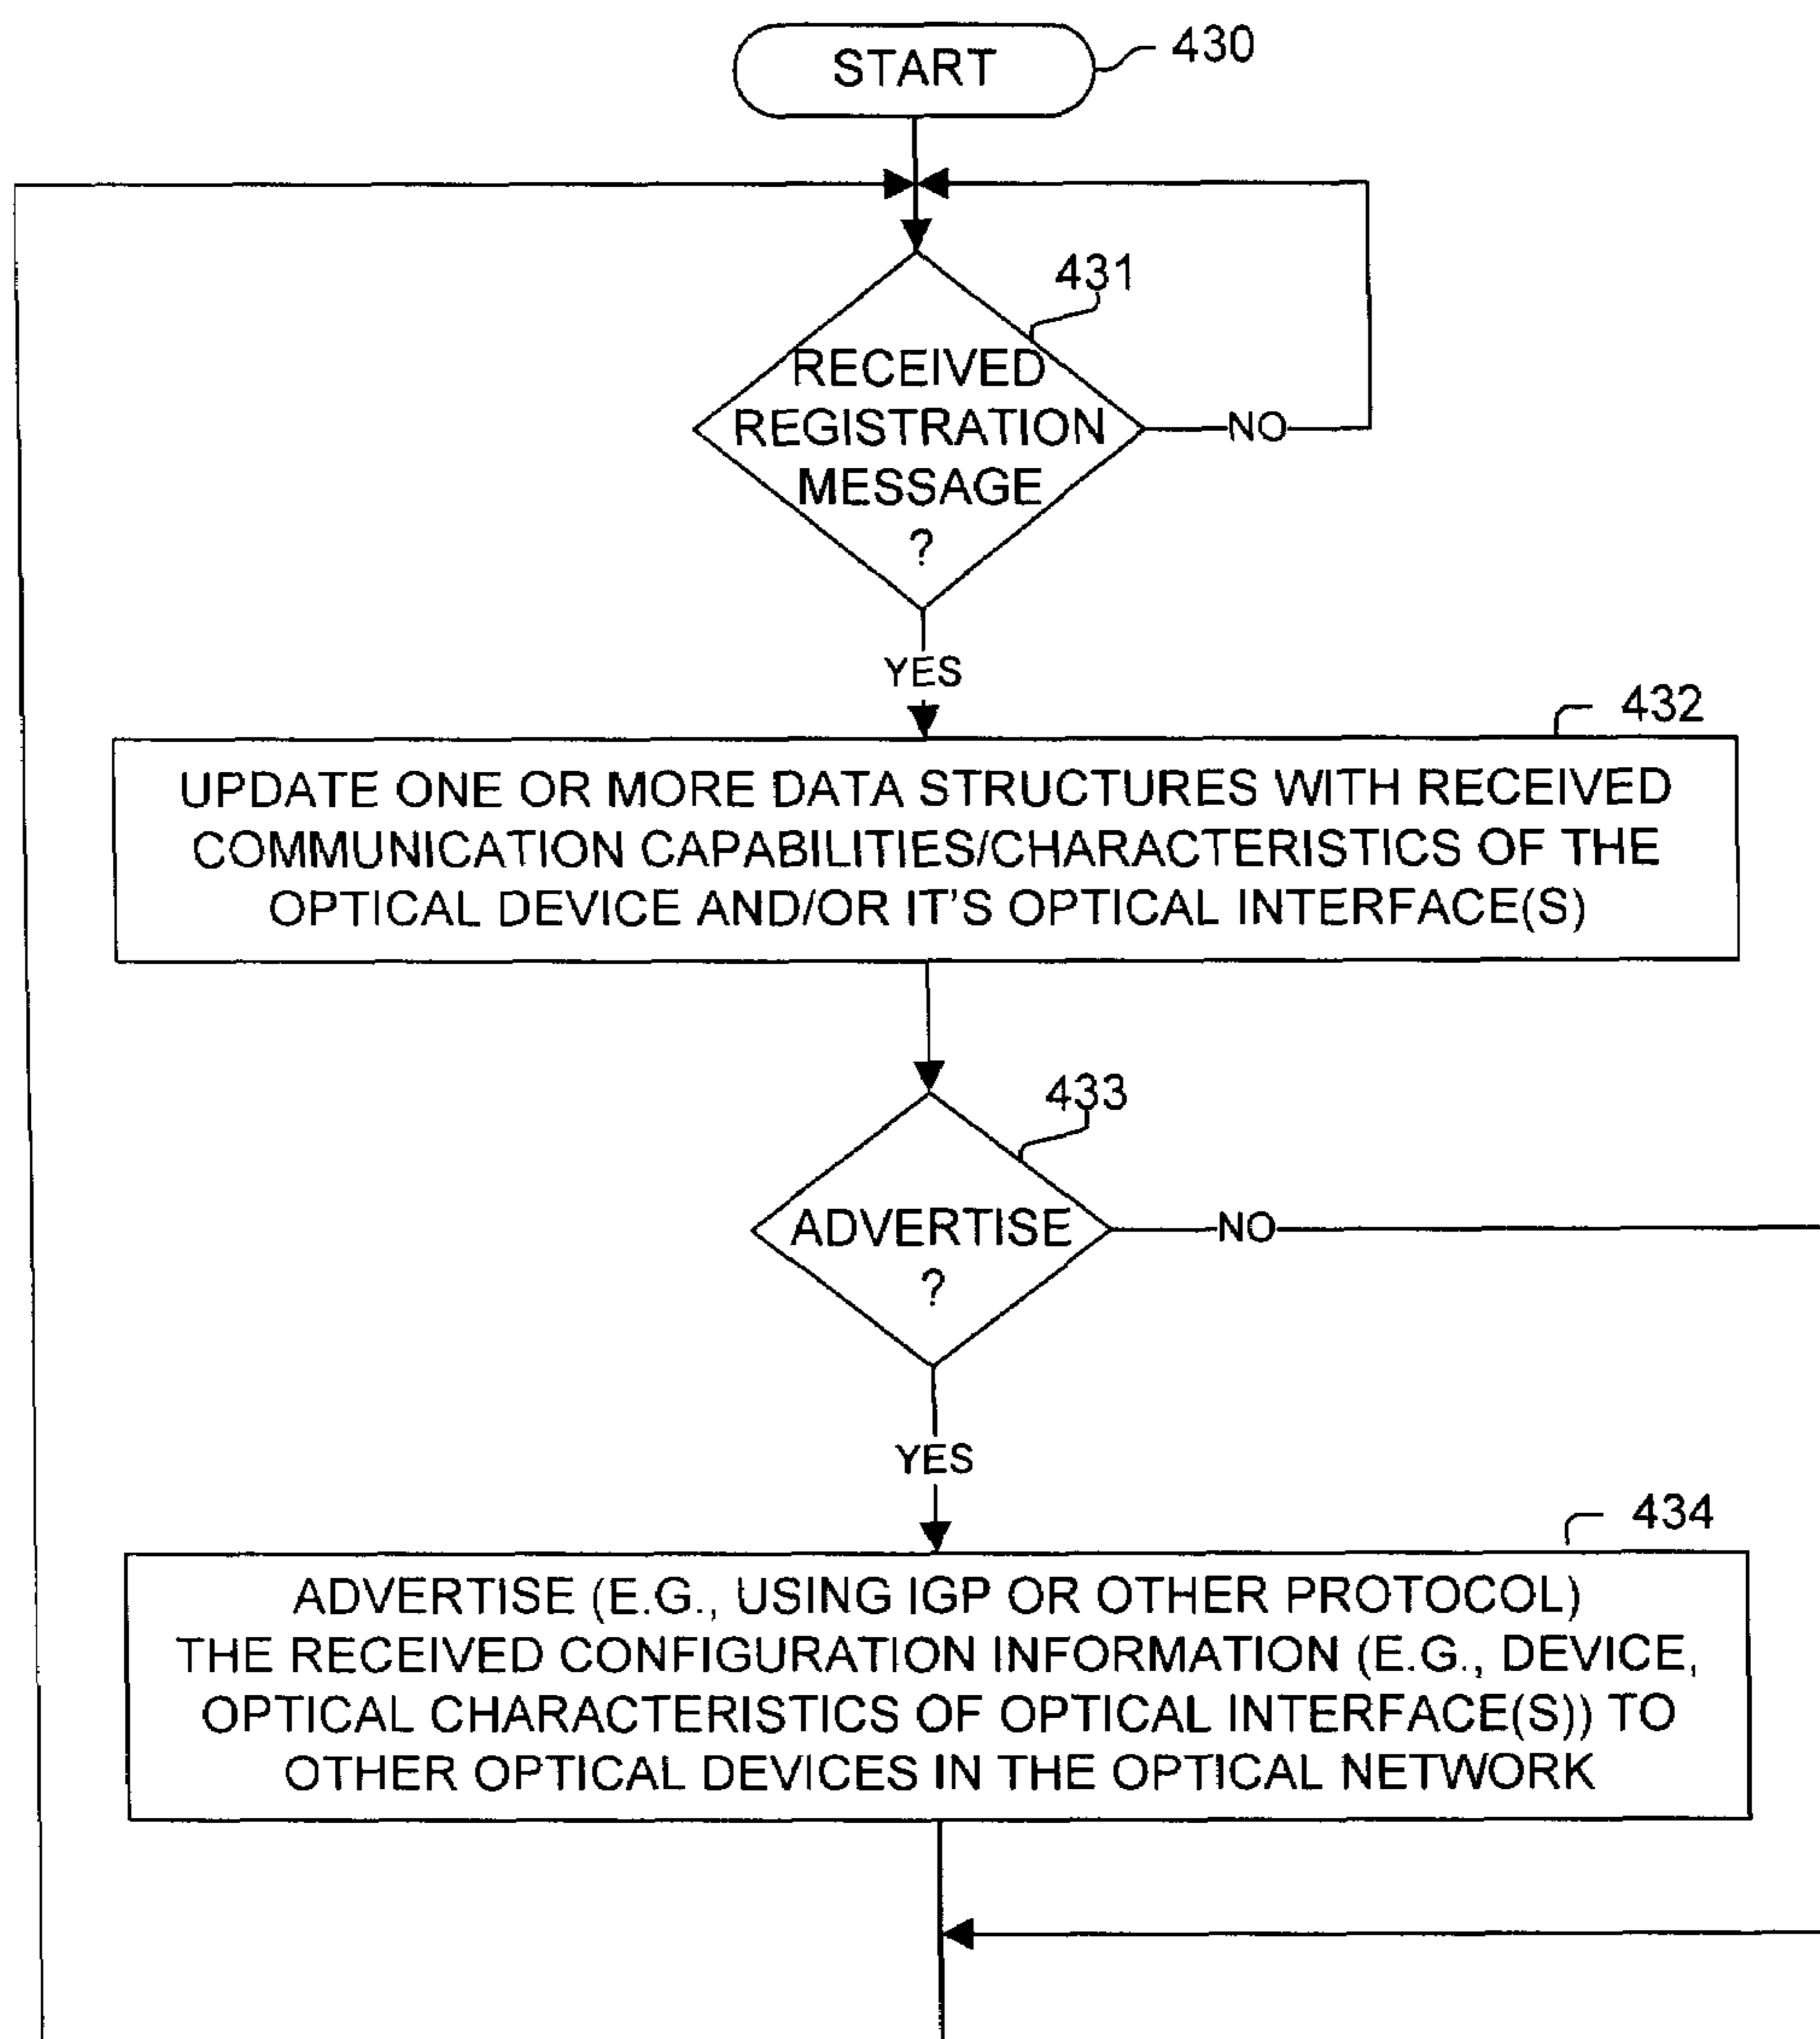 START
430
431
RECEIVED
REGISTRATION
MESSAGE
?
NO
YES
432
UPDATE ONE OR MORE DATA STRUCTURES WITH RECEIVED
COMMUNICATION CAPABILITIES/CHARACTERISTICS OF THE
OPTICAL DEVICE AND/OR IT'S OPTICAL INTERFACE(S)
433
ADVERTISE
?
NO
YES
434
ADVERTISE (E.G., USING IGP OR OTHER PROTOCOL)
THE RECEIVED CONFIGURATION INFORMATION (E.G., DEVICE,
OPTICAL CHARACTERISTICS OF OPTICAL INTERFACE(S)) TO
OTHER OPTICAL DEVICES IN THE OPTICAL NETWORK